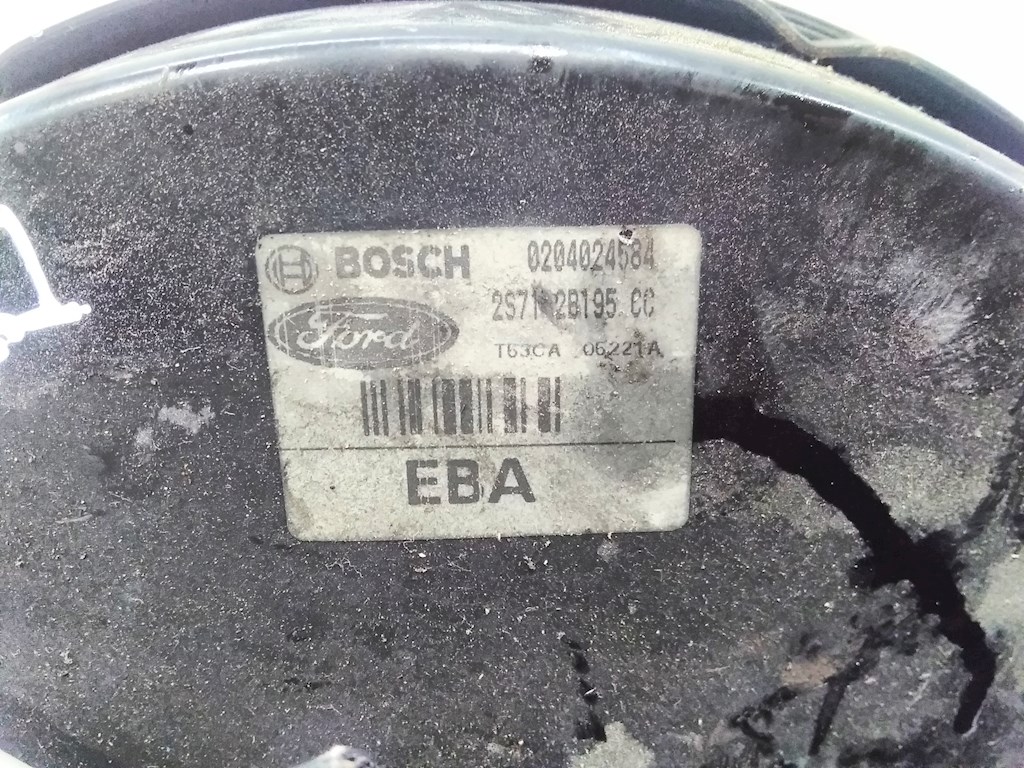 BOSCH 0204024584
Ford 2S71 2B195 CC
T53CA 06221A
EBA